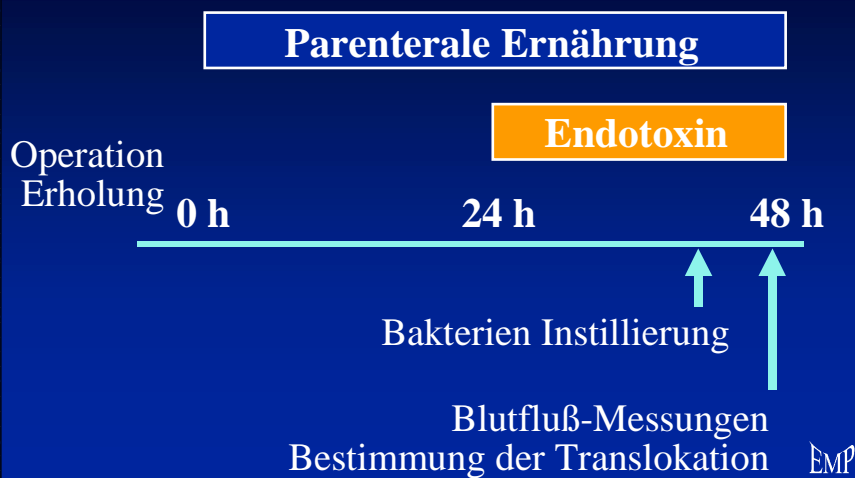 Parenterale Ernährung
Endotoxin
Operation
Erholung
0 h 24 h 48 h
Bakterien Instillierung
Blutfluß-Messungen
Bestimmung der Translokation
EMP